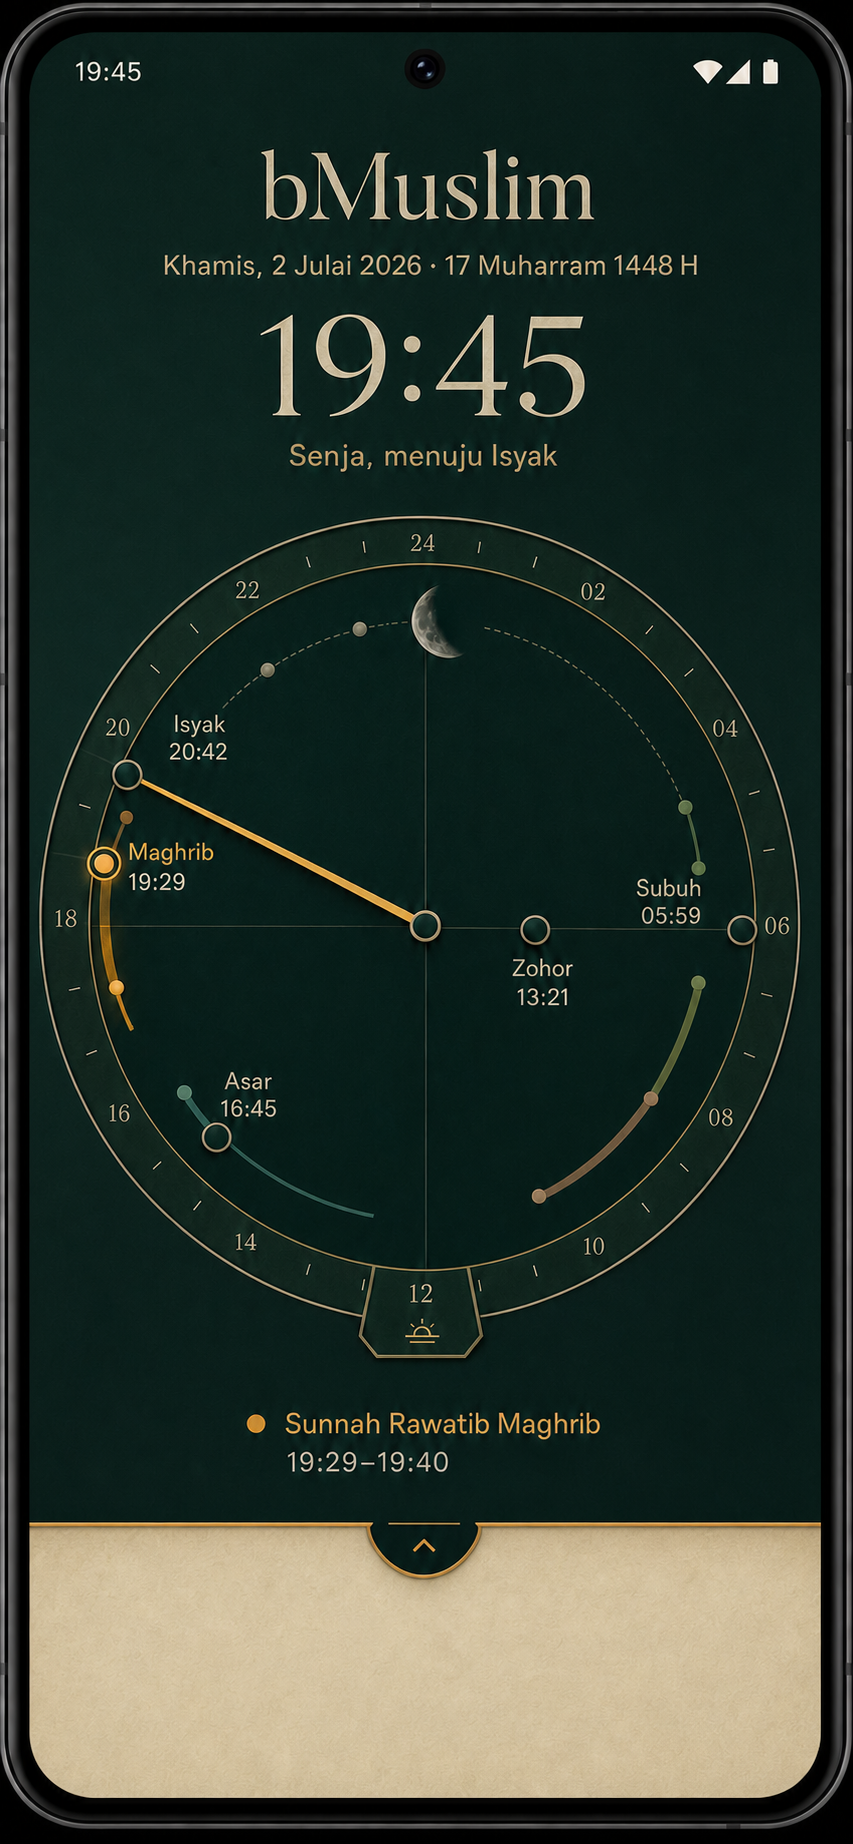 19:45
bMuslim
Khamis, 2 Julai 2026 · 17 Muharram 1448 H
19:45
Senja, menuju Isyak
24
22
02
20
04
Isyak
20:42
Maghrib
19:29
Subuh
05:59
18
06
Zohor
13:21
Asar
16:45
16
08
14
10
12
Sunnah Rawatib Maghrib
19:29–19:40